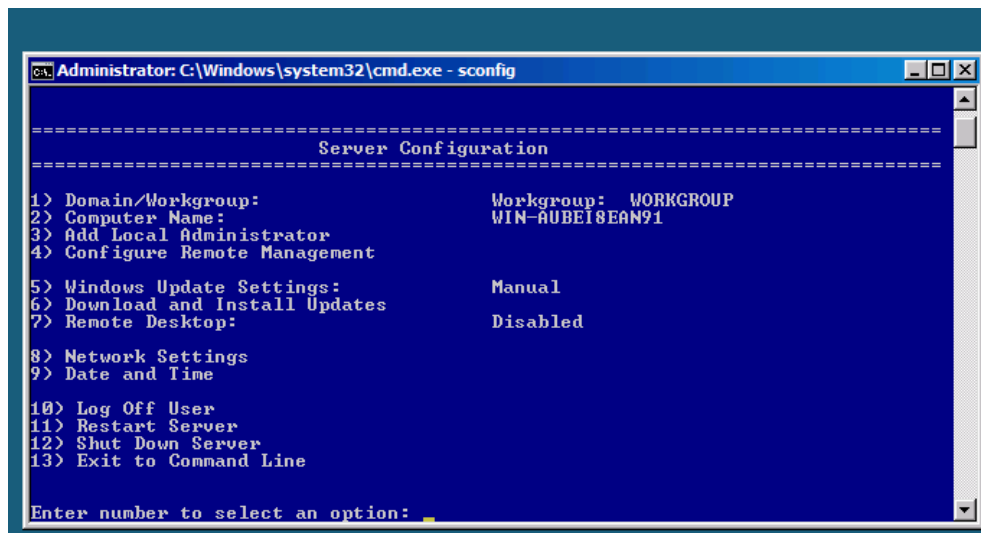 Administrator: C:\Windows\system32\cmd.exe - sconfig
===============================================================================
Server Configuration
===============================================================================
1) Domain/Workgroup: Workgroup: WORKGROUP
2) Computer Name: WIN-AUBEI8EAN91
3) Add Local Administrator
4) Configure Remote Management
5) Windows Update Settings: Manual
6) Download and Install Updates
7) Remote Desktop: Disabled
8) Network Settings
9) Date and Time
10) Log Off User
11) Restart Server
12) Shut Down Server
13) Exit to Command Line
Enter number to select an option: _